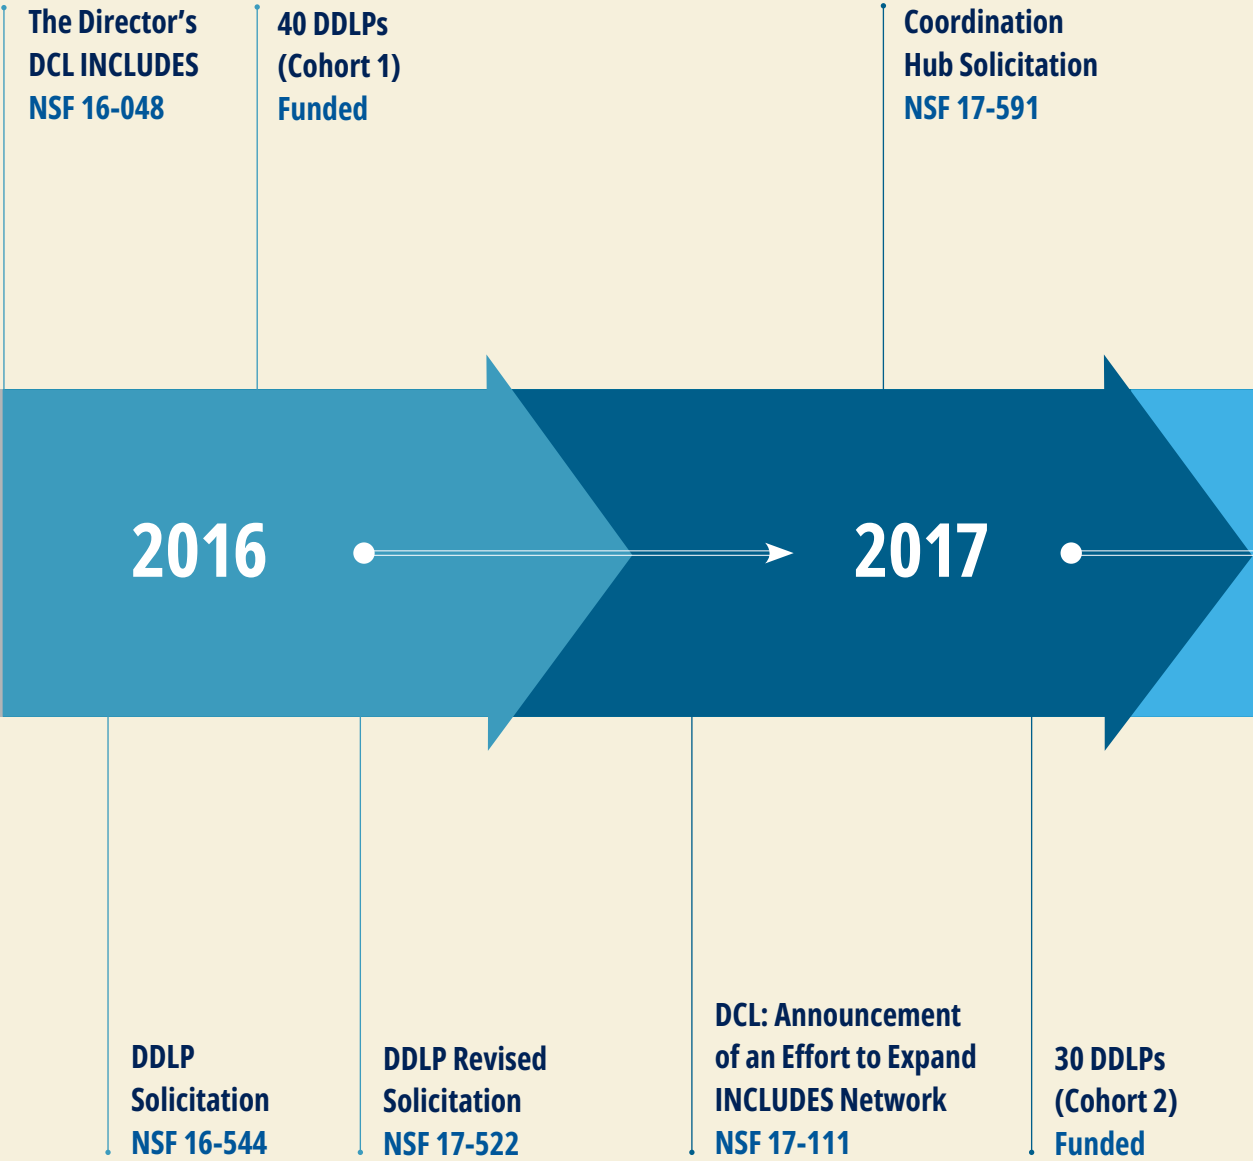 The Director’s
DCL INCLUDES
NSF 16-048
40 DDLPs
(Cohort 1)
Funded
Coordination
Hub Solicitation
NSF 17-591
2016
2017
DDLP
Solicitation
NSF 16-544
DDLP Revised
Solicitation
NSF 17-522
DCL: Announcement
of an Effort to Expand
INCLUDES Network
NSF 17-111
30 DDLPs
(Cohort 2)
Funded